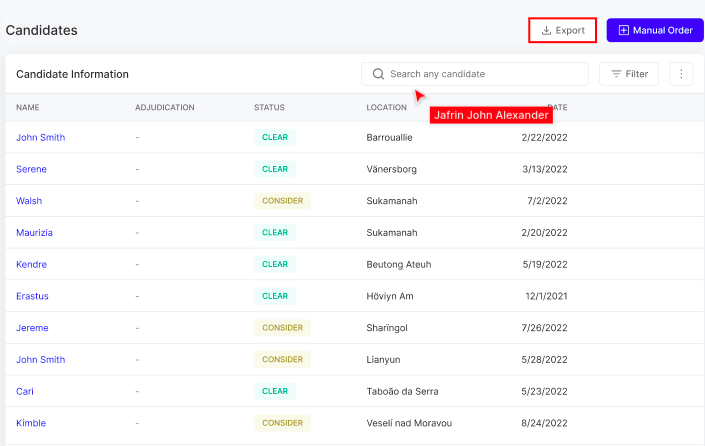 Candidates
Export
Manual Order
Candidate Information
Search any candidate
Filter
NAME ADJUDICATION STATUS LOCATION DATE
Jafrin John Alexander
John Smith - CLEAR Barrouallie 2/22/2022
Serene - CLEAR Vänersborg 3/13/2022
Walsh - CONSIDER Sukamanah 7/2/2022
Maurizia - CLEAR Sukamanah 2/20/2022
Kendre - CLEAR Beutong Ateuh 5/19/2022
Erastus - CLEAR Höviyn Am 12/1/2021
Jereme - CONSIDER Sharïngol 7/26/2022
John Smith - CONSIDER Lianyun 5/28/2022
Cari - CLEAR Taboão da Serra 5/23/2022
Kimble - CONSIDER Veselí nad Moravou 8/24/2022